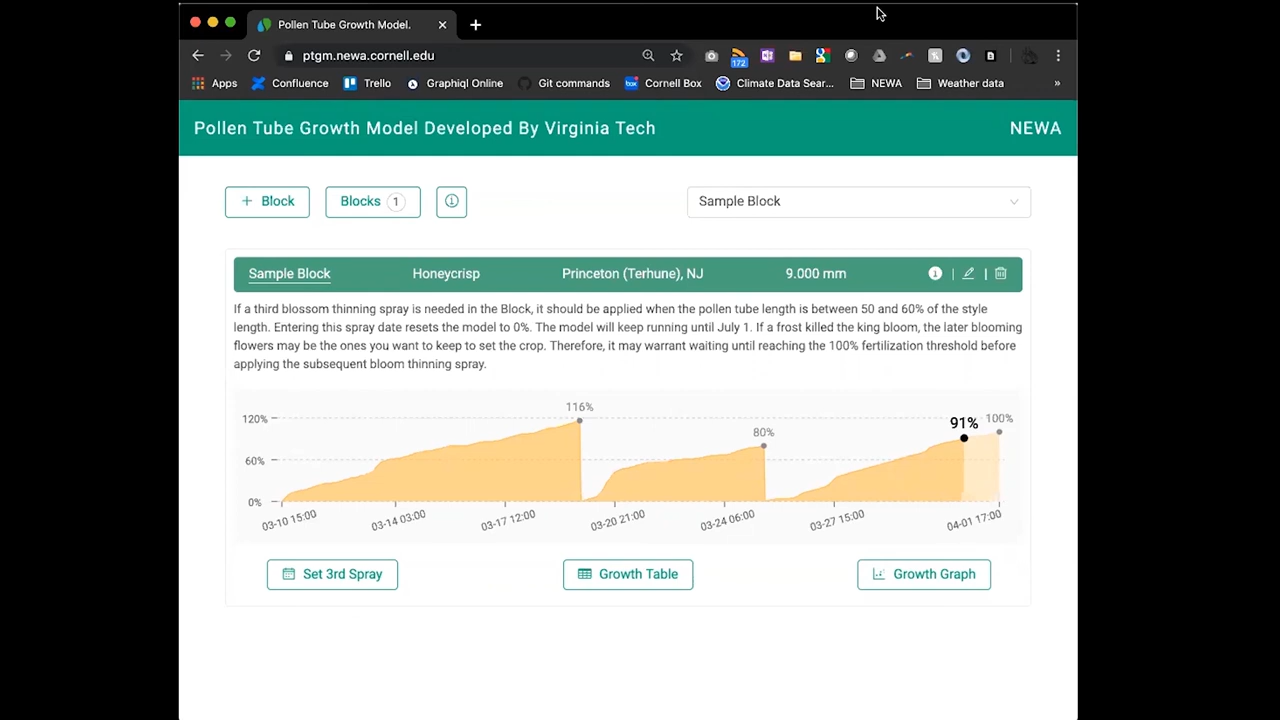 Pollen Tube Growth Model.
ptgm.newa.cornell.edu
172
Apps Confluence Trello Graphiql Online Git commands box Cornell Box Climate Data Sear... NEWA Weather data »
Pollen Tube Growth Model Developed By Virginia Tech NEWA
+ Block Blocks 1 Sample Block
Sample Block Honeycrisp Princeton (Terhune), NJ 9.000 mm 1
If a third blossom thinning spray is needed in the Block, it should be applied when the pollen tube length is between 50 and 60% of the style
length. Entering this spray date resets the model to 0%. The model will keep running until July 1. If a frost killed the king bloom, the later blooming
flowers may be the ones you want to keep to set the crop. Therefore, it may warrant waiting until reaching the 100% fertilization threshold before
applying the subsequent bloom thinning spray.
116%
120%
80%
91%
100%
60%
0%
03-10 15:00 03-14 03:00 03-17 12:00 03-20 21:00 03-24 06:00 03-27 15:00 04-01 17:00
Set 3rd Spray Growth Table Growth Graph